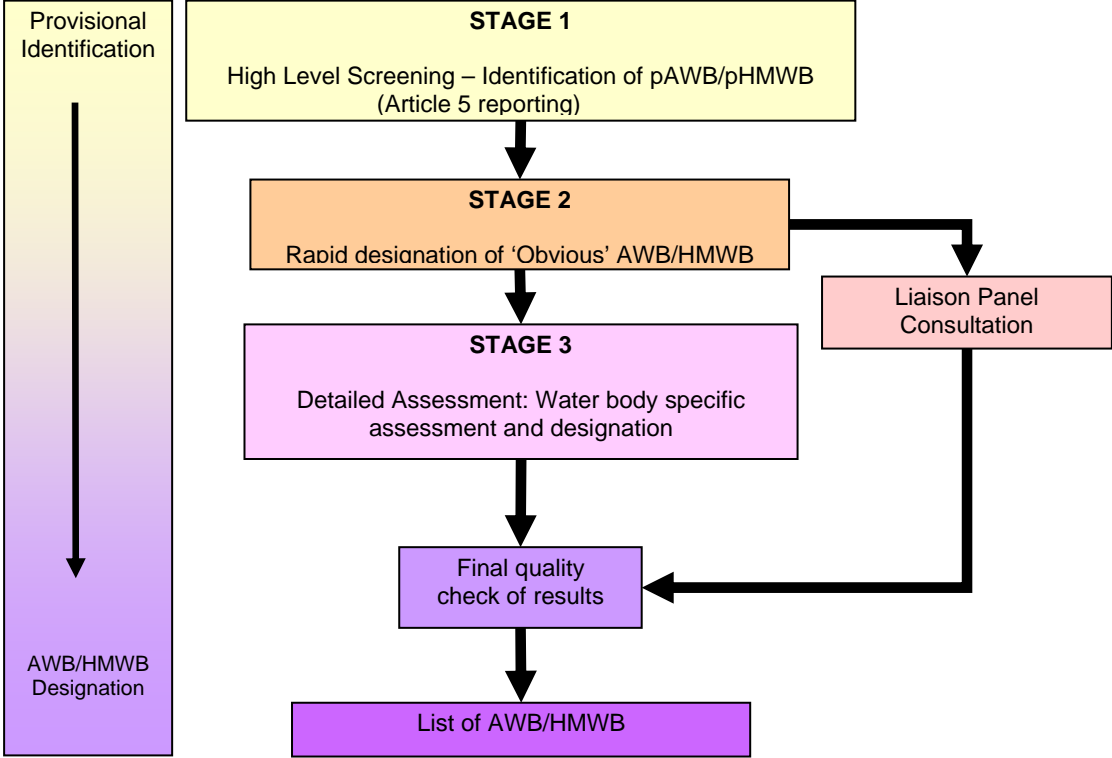 Provisional
Identification
AWB/HMWB
Designation
STAGE 1
High Level Screening – Identification of pAWB/pHMWB
(Article 5 reporting)
STAGE 2
Rapid designation of ‘Obvious’ AWB/HMWB
Liaison Panel
Consultation
STAGE 3
Detailed Assessment: Water body specific
assessment and designation
Final quality
check of results
List of AWB/HMWB